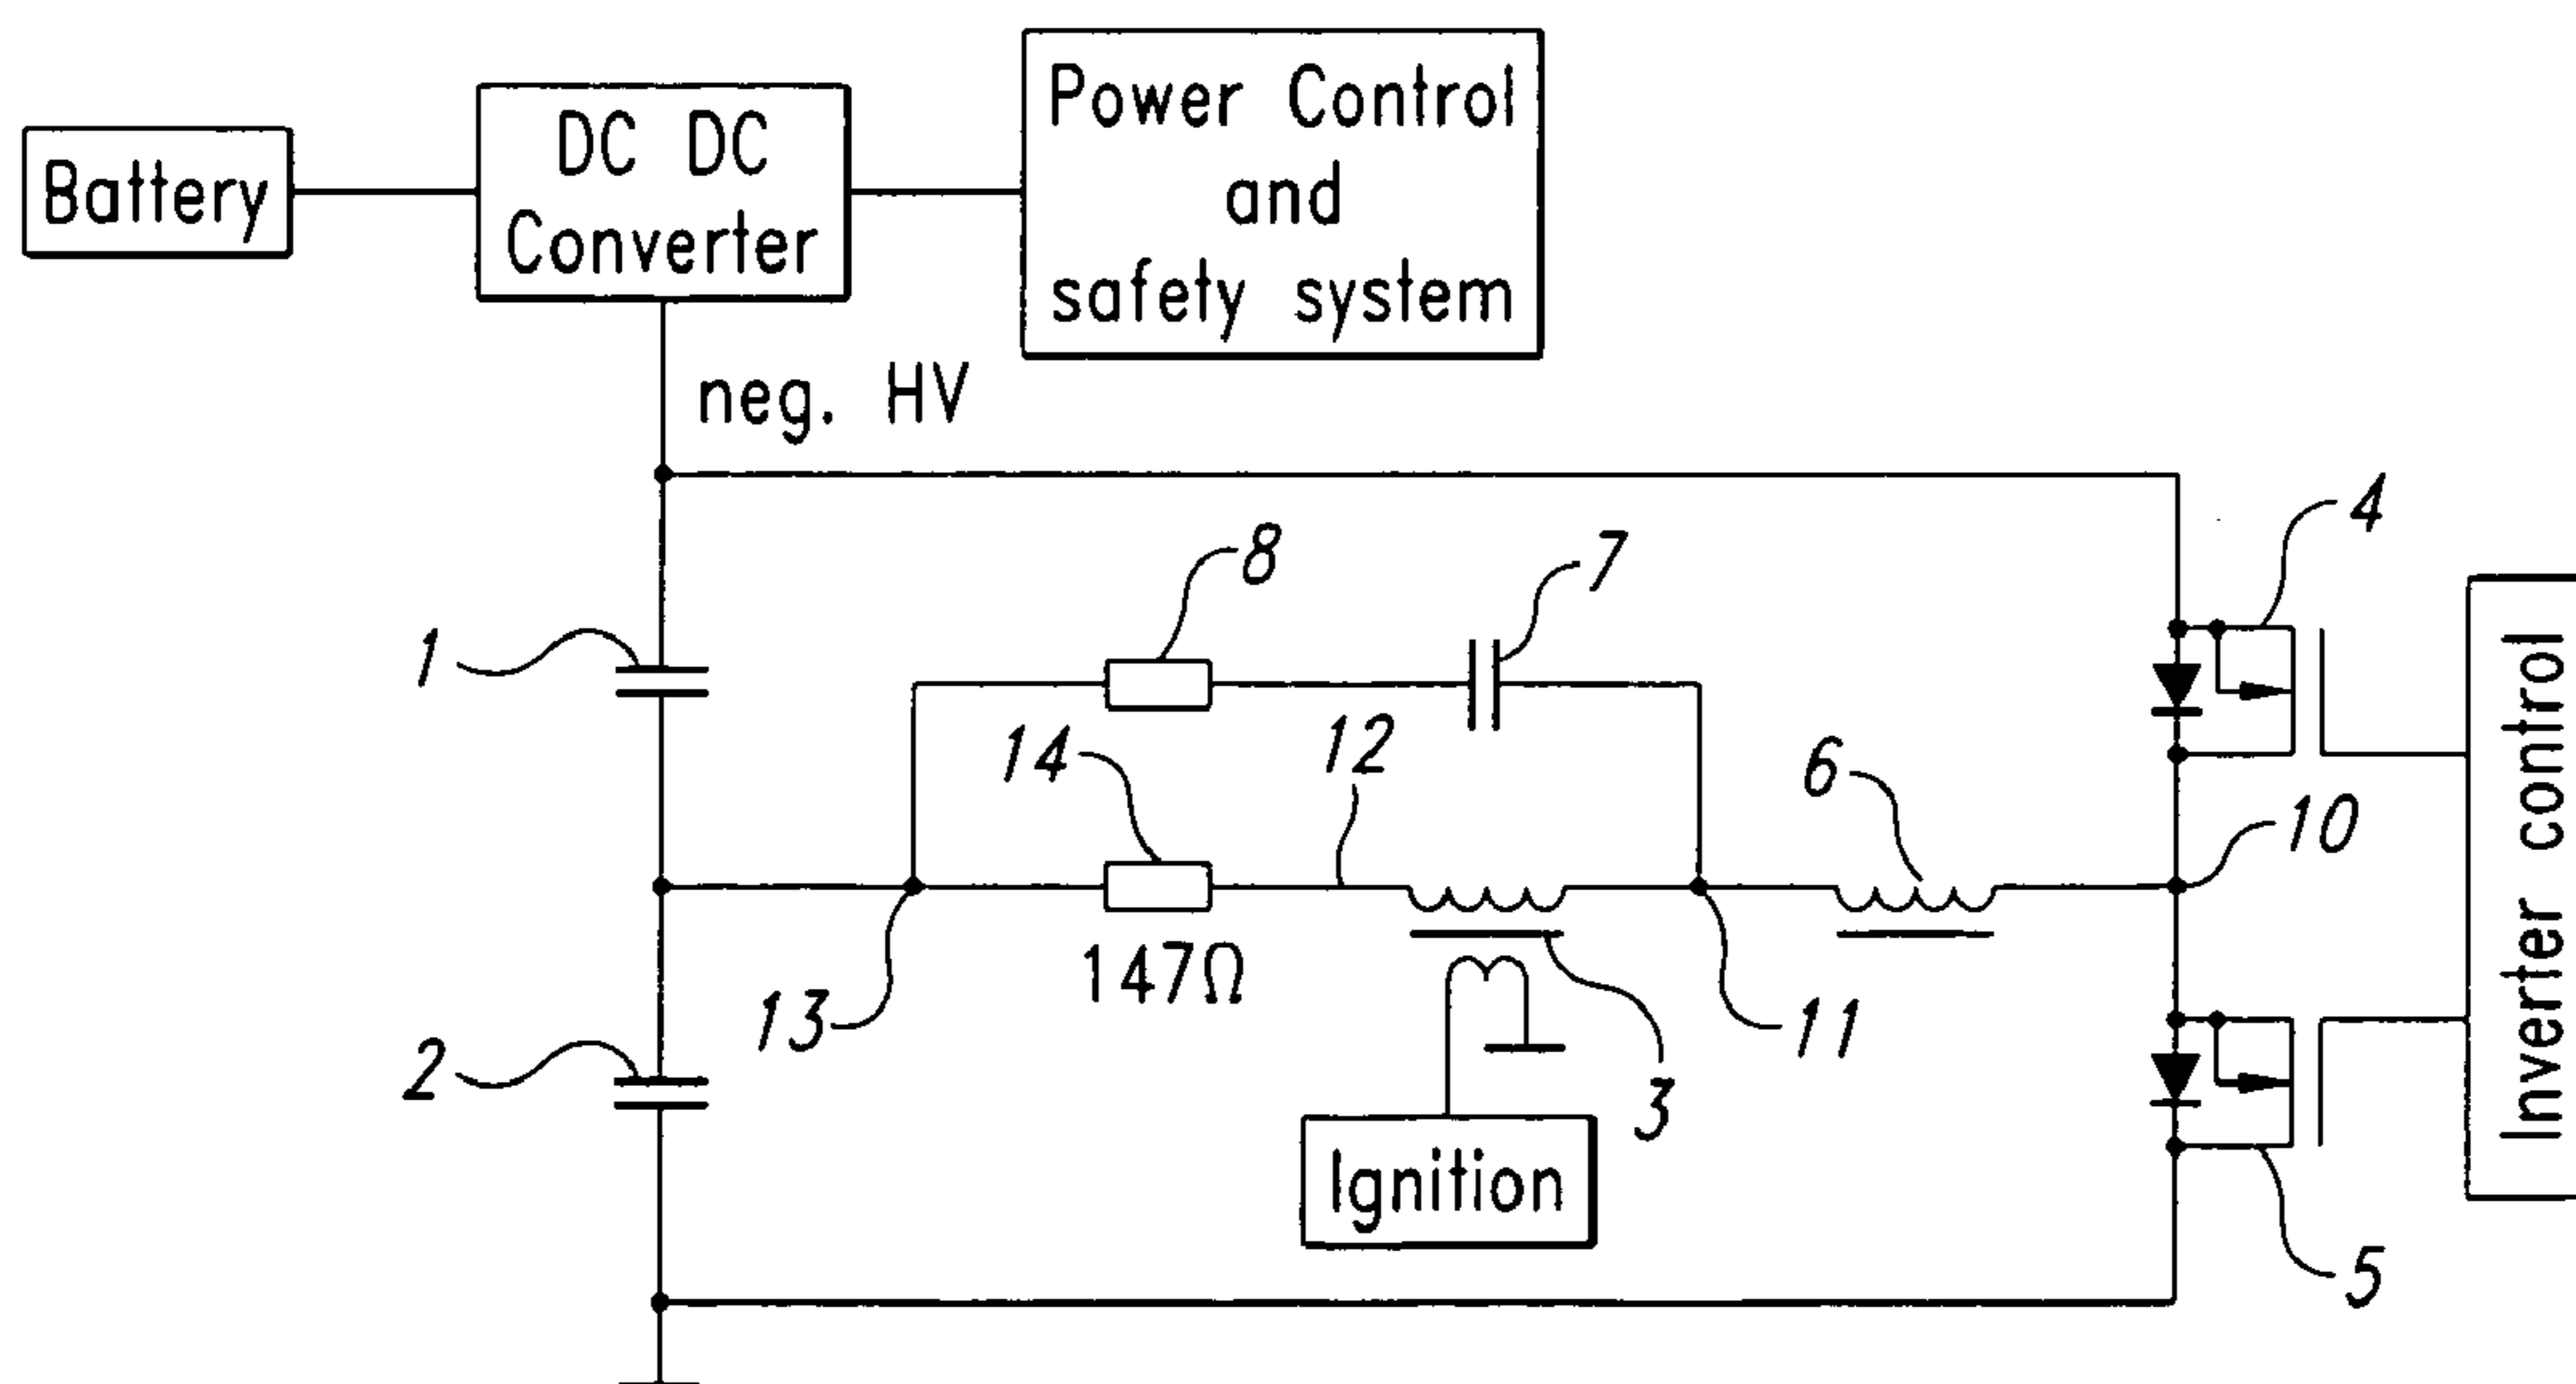 Battery
DC DC
Converter
Power Control
and
safety system
neg. HV
4
8
7
1
14
12
6
10
13
147Ω
11
2
3
Ignition
5
Inverter control